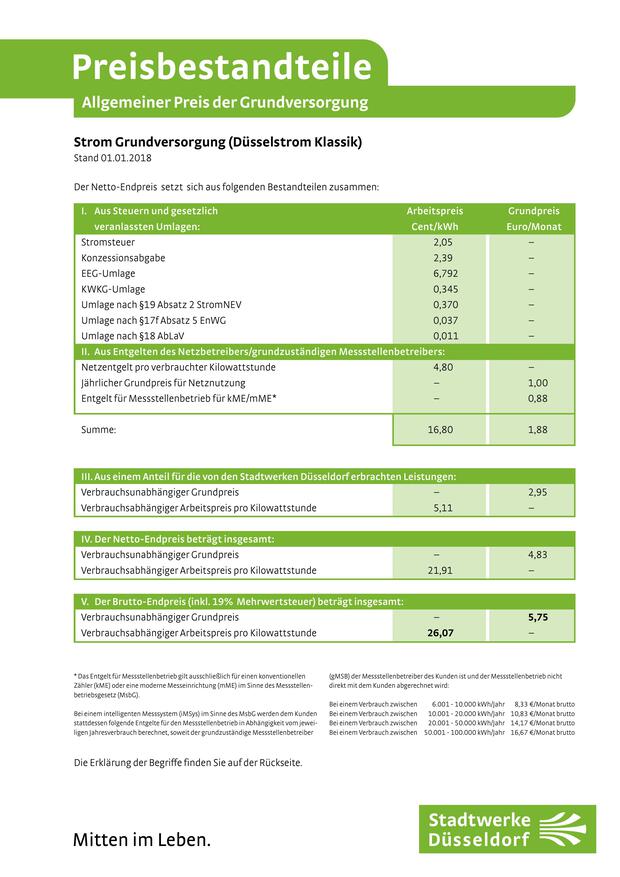 Preisbestandteile
Allgemeiner Preis der Grundversorgung
Strom Grundversorgung (Düsselstrom Klassik)
Stand 01.01.2018
Der Netto-Endpreis setzt sich aus folgenden Bestandteilen zusammen:
I. Aus Steuern und gesetzlich Arbeitspreis Grundpreis
veranlassten Umlagen: Cent/kWh Euro/Monat
Stromsteuer 2,05 –
Konzessionsabgabe 2,39 –
EEG-Umlage 6,792 –
KWKG-Umlage 0,345 –
Umlage nach §19 Absatz 2 StromNEV 0,370 –
Umlage nach §17f Absatz 5 EnWG 0,037 –
Umlage nach §18 AbLaV 0,011 –
II. Aus Entgelten des Netzbetreibers/grundzuständigen Messstellenbetreibers:
Netzentgelt pro verbrauchter Kilowattstunde 4,80 –
Jährlicher Grundpreis für Netznutzung – 1,00
Entgelt für Messstellenbetrieb für kME/mME* – 0,88
Summe: 16,80 1,88
III. Aus einem Anteil für die von den Stadtwerken Düsseldorf erbrachten Leistungen:
Verbrauchsunabhängiger Grundpreis – 2,95
Verbrauchsabhängiger Arbeitspreis pro Kilowattstunde 5,11 –
IV. Der Netto-Endpreis beträgt insgesamt:
Verbrauchsunabhängiger Grundpreis – 4,83
Verbrauchsabhängiger Arbeitspreis pro Kilowattstunde 21,91 –
V. Der Brutto-Endpreis (inkl. 19% Mehrwertsteuer) beträgt insgesamt:
Verbrauchsunabhängiger Grundpreis – 5,75
Verbrauchsabhängiger Arbeitspreis pro Kilowattstunde 26,07 –
* Das Entgelt für Messstellenbetrieb gilt ausschließlich für einen konventionellen
Zähler (kME) oder eine moderne Messeinrichtung (mME) im Sinne des Messstellen-
betriebsgesetz (MsbG).
Bei einem intelligenten Messsystem (iMSys) im Sinne des MsbG werden dem Kunden
stattdessen folgende Entgelte für den Messstellenbetrieb in Abhängigkeit vom jewei-
ligen Jahresverbrauch berechnet, soweit der grundzuständige Messstellenbetreiber
(gMSB) der Messstellenbetreiber des Kunden ist und der Messstellenbetrieb nicht
direkt mit dem Kunden abgerechnet wird:
Bei einem Verbrauch zwischen 6.001 - 10.000 kWh/Jahr 8,33 €/Monat brutto
Bei einem Verbrauch zwischen 10.001 - 20.000 kWh/Jahr 10,83 €/Monat brutto
Bei einem Verbrauch zwischen 20.001 - 50.000 kWh/Jahr 14,17 €/Monat brutto
Bei einem Verbrauch zwischen 50.001 - 100.000 kWh/Jahr 16,67 €/Monat brutto
Die Erklärung der Begriffe finden Sie auf der Rückseite.
Mitten im Leben.
Stadtwerke
Düsseldorf